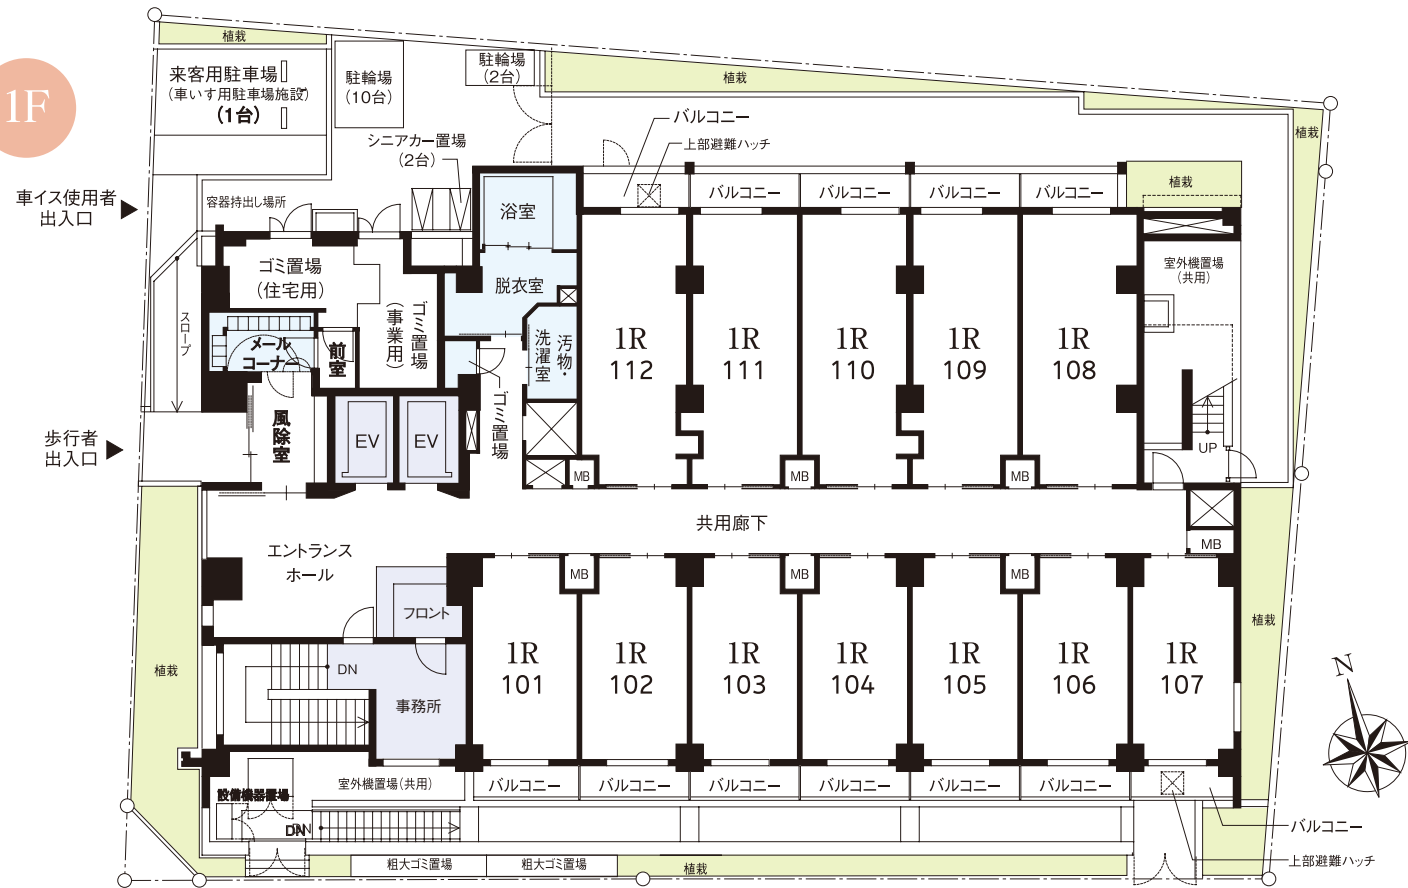 1F
植栽
来客用駐車場
(車いす用駐車場施設)
(1台)
駐輪場
(10台)
駐輪場
(2台)
植栽
植栽
シニアカー置場
(2台)
バルコニー
上部避難ハッチ
車イス使用者
出入口
容器持出し場所
浴室
バルコニー
バルコニー
バルコニー
バルコニー
植栽
ゴミ置場
(住宅用)
ゴミ置場
(事業用)
脱衣室
室外機置場
(共用)
スロープ
メール
コーナー
前室
汚物・
洗濯室
1R
112
1R
111
1R
110
1R
109
1R
108
歩行者
出入口
風除室
EV
EV
ゴミ置場
UP
MB
MB
MB
共用廊下
MB
エントランス
ホール
フロント
MB
MB
MB
植栽
植栽
DN
事務所
1R
101
1R
102
1R
103
1R
104
1R
105
1R
106
1R
107
N
室外機置場(共用)
設備機器置場
バルコニー
バルコニー
バルコニー
バルコニー
バルコニー
バルコニー
DN
バルコニー
上部避難ハッチ
粗大ゴミ置場
粗大ゴミ置場
植栽